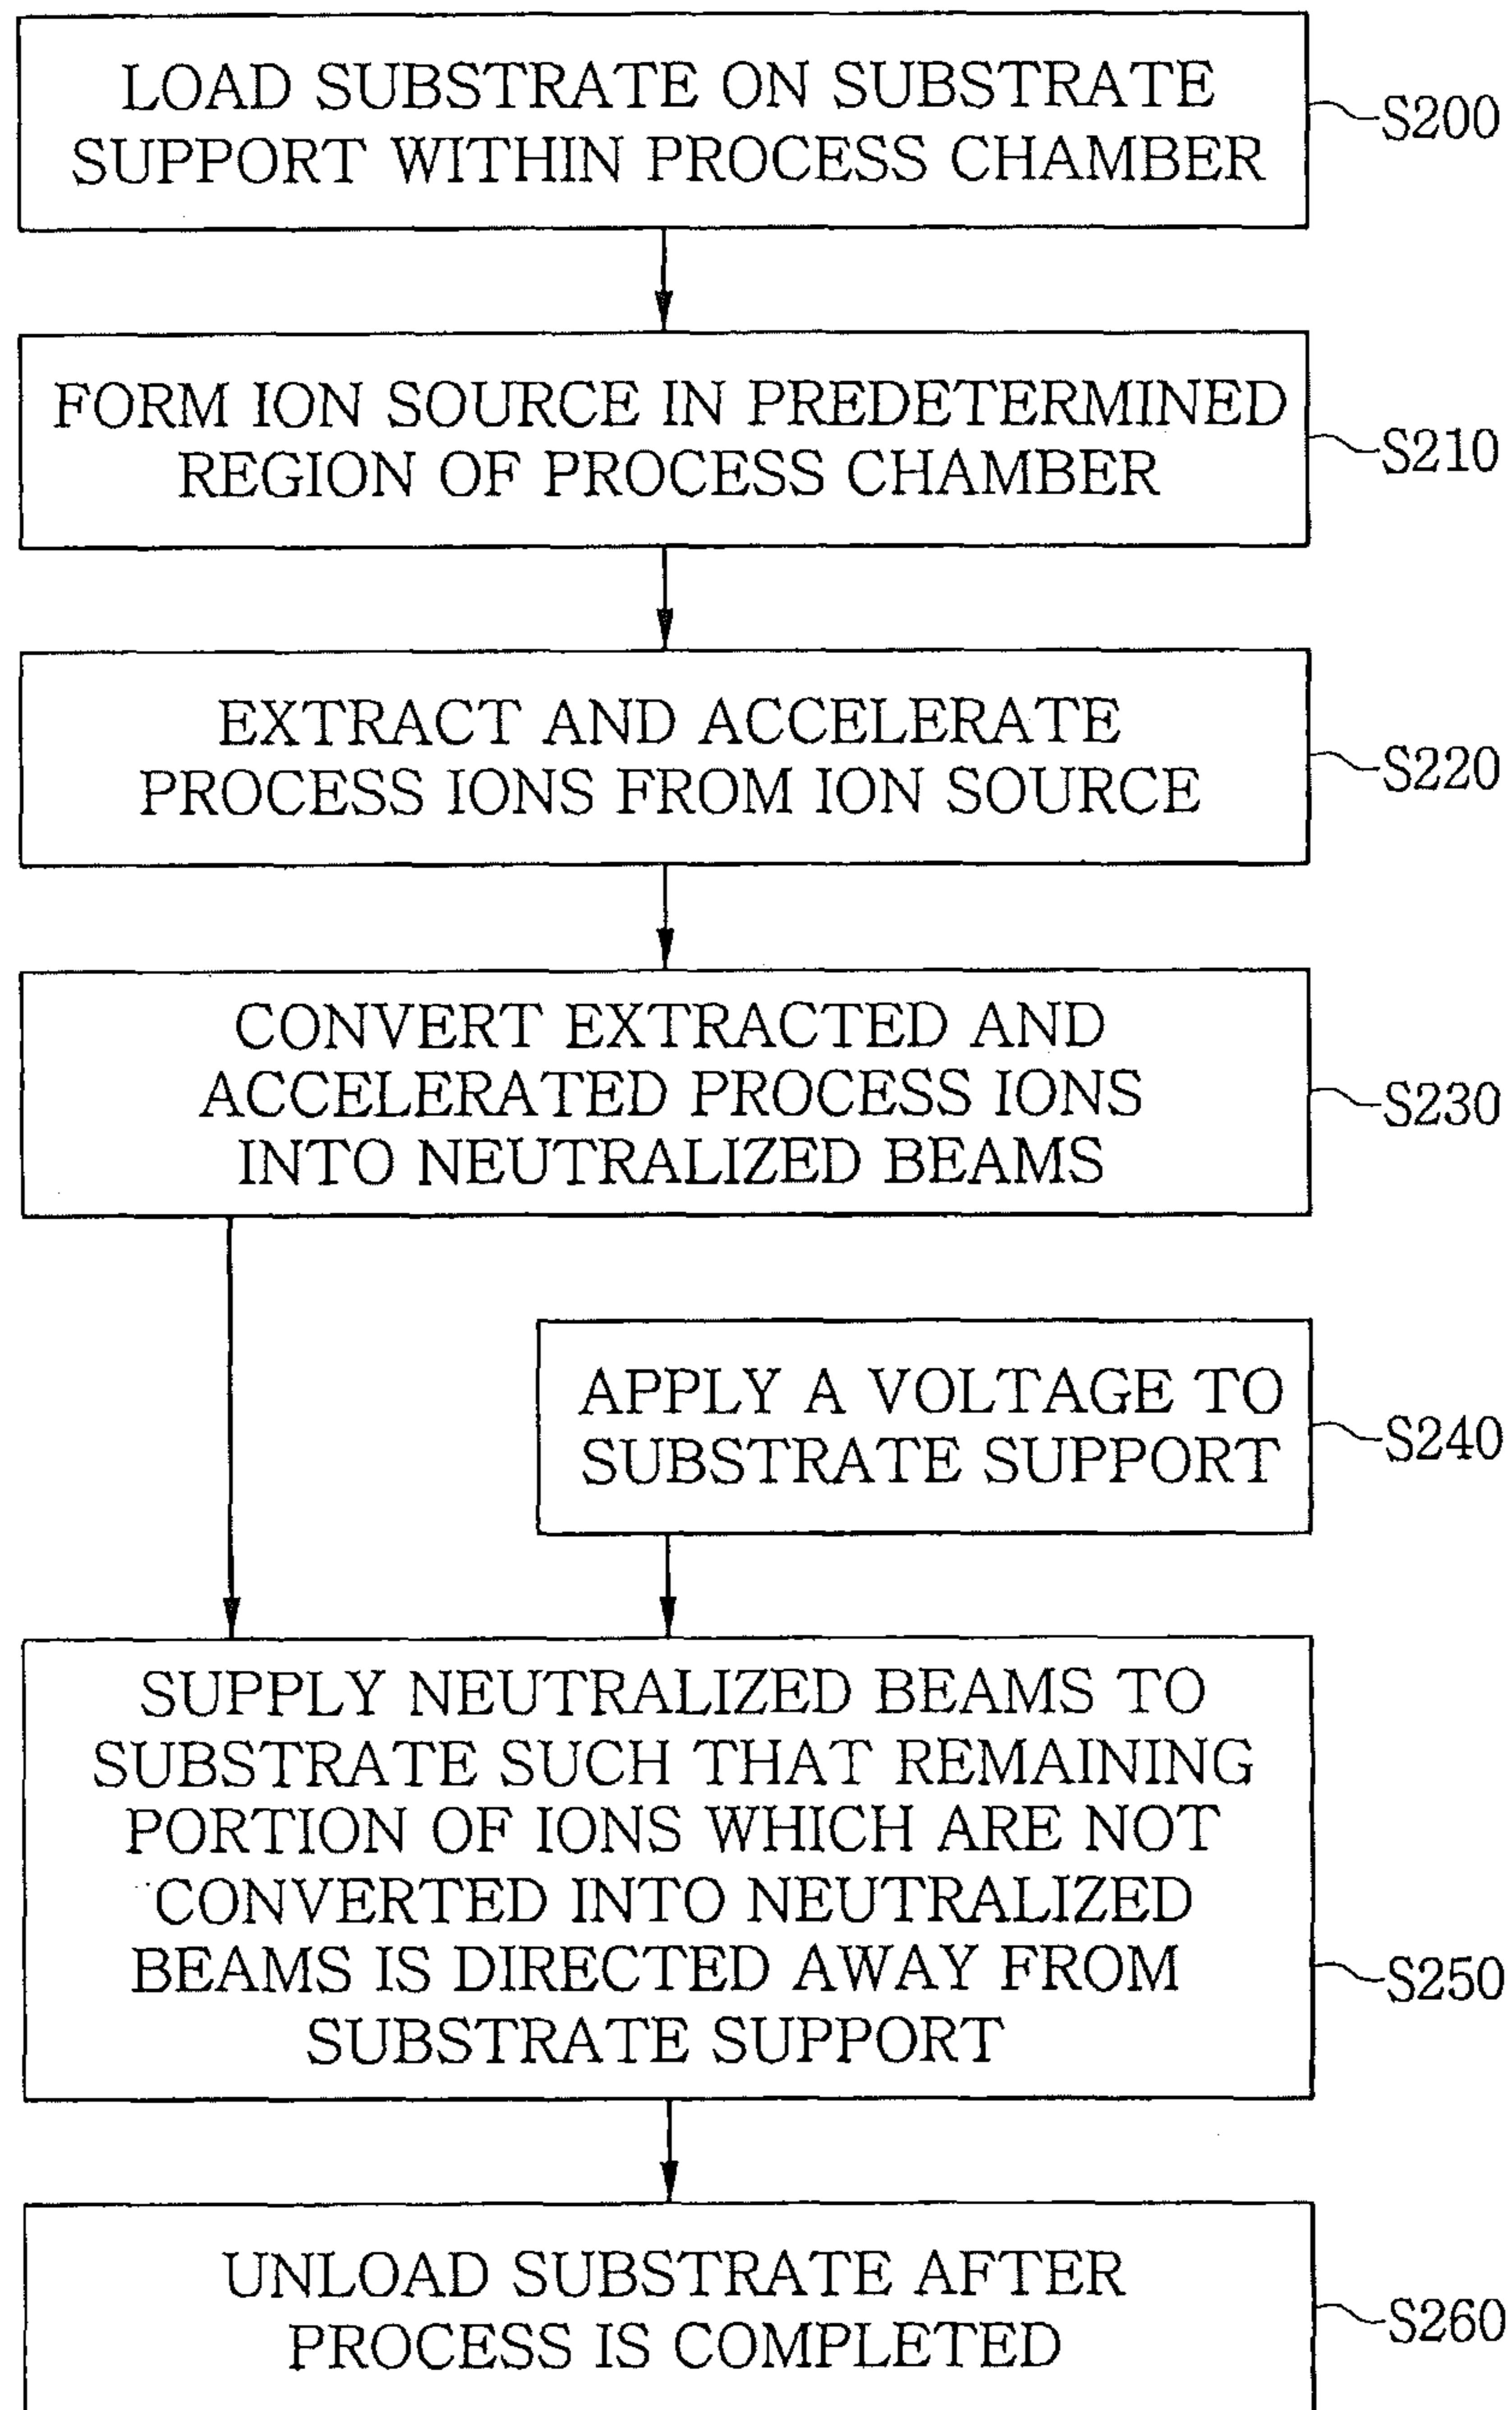 LOAD SUBSTRATE ON SUBSTRATE
SUPPORT WITHIN PROCESS CHAMBER
S200
FORM ION SOURCE IN PREDETERMINED
REGION OF PROCESS CHAMBER
S210
EXTRACT AND ACCELERATE
PROCESS IONS FROM ION SOURCE
S220
CONVERT EXTRACTED AND
ACCELERATED PROCESS IONS
INTO NEUTRALIZED BEAMS
S230
APPLY A VOLTAGE TO
SUBSTRATE SUPPORT
S240
SUPPLY NEUTRALIZED BEAMS TO
SUBSTRATE SUCH THAT REMAINING
PORTION OF IONS WHICH ARE NOT
CONVERTED INTO NEUTRALIZED
BEAMS IS DIRECTED AWAY FROM
SUBSTRATE SUPPORT
S250
UNLOAD SUBSTRATE AFTER
PROCESS IS COMPLETED
S260